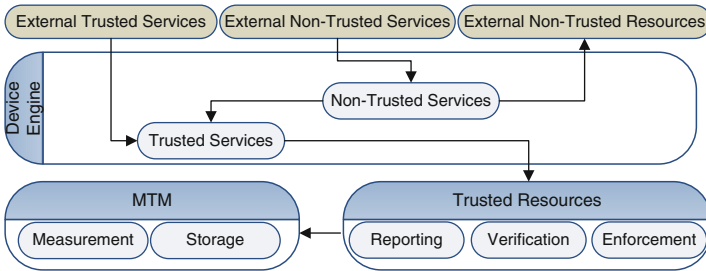 External Trusted Services
External Non-Trusted Services
External Non-Trusted Resources
Device
Engine
Non-Trusted Services
Trusted Services
MTM
Measurement
Storage
Trusted Resources
Reporting
Verification
Enforcement